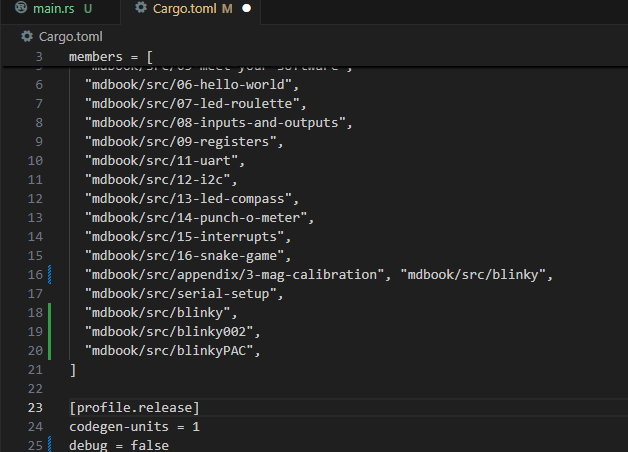 main.rs U
Cargo.toml M
Cargo.toml
3 members = [
6 "mdbook/src/06-hello-world",
7 "mdbook/src/07-led-roulette",
8 "mdbook/src/08-inputs-and-outputs",
9 "mdbook/src/09-registers",
10 "mdbook/src/11-uart",
11 "mdbook/src/12-i2c",
12 "mdbook/src/13-led-compass",
13 "mdbook/src/14-punch-o-meter",
14 "mdbook/src/15-interrupts",
15 "mdbook/src/16-snake-game",
16 "mdbook/src/appendix/3-mag-calibration", "mdbook/src/blinky",
17 "mdbook/src/serial-setup",
18 "mdbook/src/blinky",
19 "mdbook/src/blinky002",
20 "mdbook/src/blinkyPAC",
21 ]
22
23 [profile.release]
24 codegen-units = 1
25 debug = false